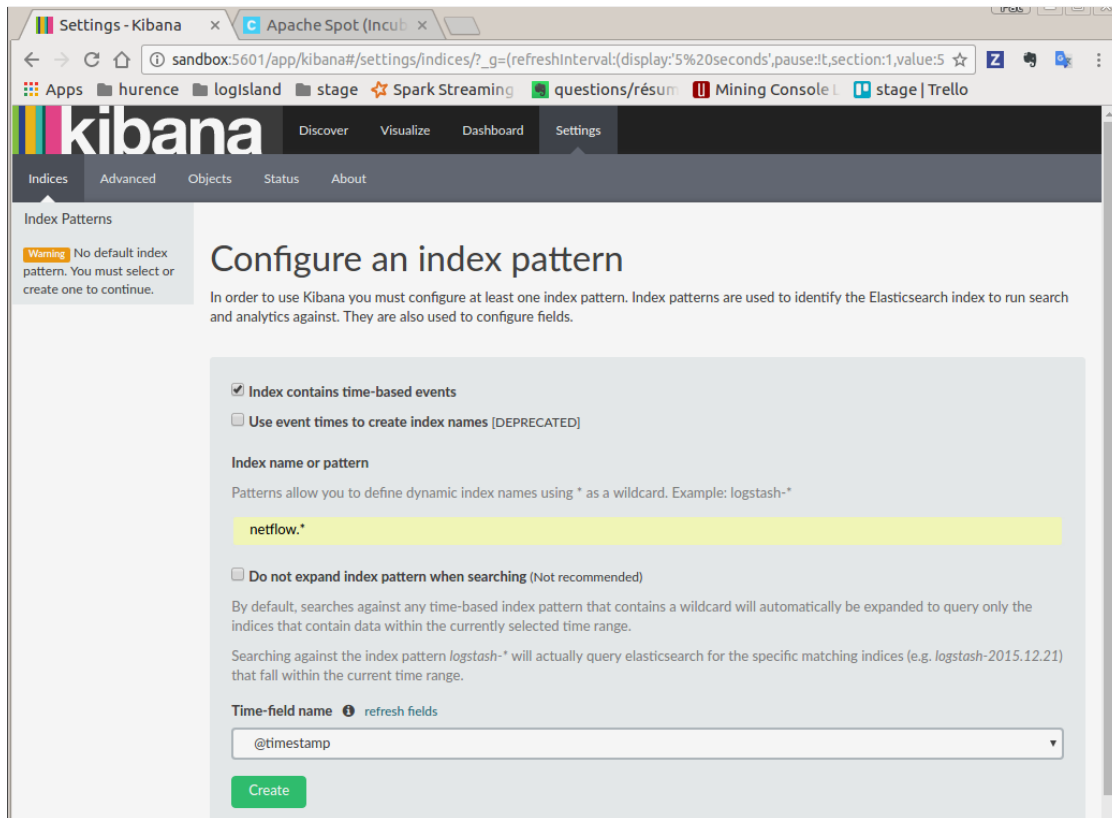 Settings - Kibana
Apache Spot (Incub
sandbox:5601/app/kibana#/settings/indices/?_g=(refreshInterval:(display:'5%20seconds',pause:!t,section:1,value:5
Apps hurence logIsland stage Spark Streaming questions/résum Mining Console L stage | Trello
kibana Discover Visualize Dashboard Settings
Indices Advanced Objects Status About
Index Patterns
Warning No default index
pattern. You must select or
create one to continue.
Configure an index pattern
In order to use Kibana you must configure at least one index pattern. Index patterns are used to identify the Elasticsearch index to run search
and analytics against. They are also used to configure fields.
Index contains time-based events
Use event times to create index names [DEPRECATED]
Index name or pattern
Patterns allow you to define dynamic index names using * as a wildcard. Example: logstash-*
netflow.*
Do not expand index pattern when searching (Not recommended)
By default, searches against any time-based index pattern that contains a wildcard will automatically be expanded to query only the
indices that contain data within the currently selected time range.
Searching against the index pattern logstash-* will actually query elasticsearch for the specific matching indices (e.g. logstash-2015.12.21)
that fall within the current time range.
Time-field name refresh fields
@timestamp
Create